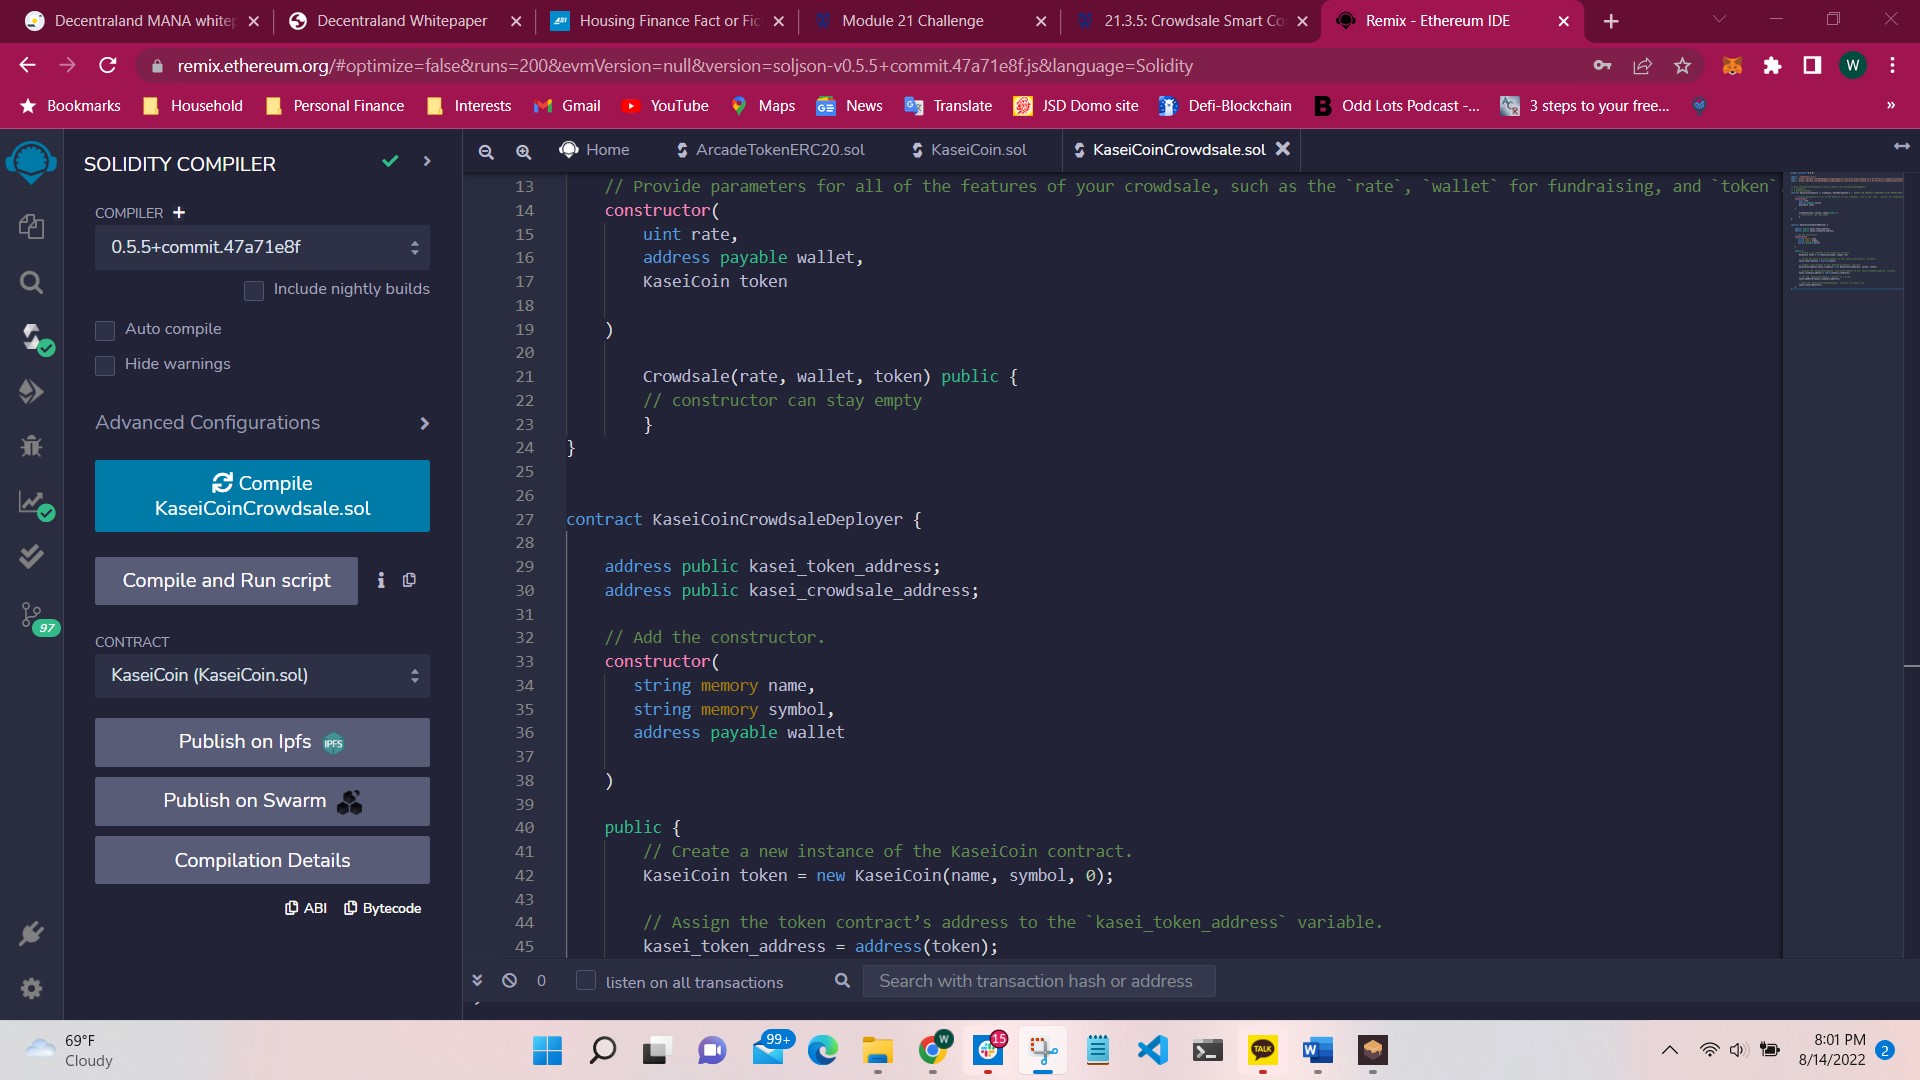 Decentraland MANA whitep
Decentraland Whitepaper
Housing Finance Fact or Fic
Module 21 Challenge
21.3.5: Crowdsale Smart Co
Remix - Ethereum IDE
remix.ethereum.org/#optimize=false&runs=200&evmVersion=null&version=soljson-v0.5.5+commit.47a71e8f.js&language=Solidity
W
Bookmarks
Household
Personal Finance
Interests
Gmail
YouTube
Maps
News
Translate
JSD Domo site
Defi-Blockchain
Odd Lots Podcast -...
3 steps to your free...
»
SOLIDITY COMPILER
Home
ArcadeTokenERC20.sol
KaseiCoin.sol
KaseiCoinCrowdsale.sol
COMPILER +
0.5.5+commit.47a71e8f
Include nightly builds
Auto compile
Hide warnings
Advanced Configurations
Compile
KaseiCoinCrowdsale.sol
Compile and Run script
97
CONTRACT
KaseiCoin (KaseiCoin.sol)
Publish on Ipfs
IPFS
Publish on Swarm
Compilation Details
ABI
Bytecode
13 // Provide parameters for all of the features of your crowdsale, such as the `rate`, `wallet` for fundraising, and `token`
14 constructor(
15 uint rate,
16 address payable wallet,
17 KaseiCoin token
18
19 )
20
21 Crowdsale(rate, wallet, token) public {
22 // constructor can stay empty
23 }
24 }
25
26
27 contract KaseiCoinCrowdsaleDeployer {
28
29 address public kasei_token_address;
30 address public kasei_crowdsale_address;
31
32 // Add the constructor.
33 constructor(
34 string memory name,
35 string memory symbol,
36 address payable wallet
37
38 )
39
40 public {
41 // Create a new instance of the KaseiCoin contract.
42 KaseiCoin token = new KaseiCoin(name, symbol, 0);
43
44 // Assign the token contract’s address to the `kasei_token_address` variable.
45 kasei_token_address = address(token);
0
listen on all transactions
Search with transaction hash or address
69°F
Cloudy
99+
W
15
TALK
8:01 PM
8/14/2022
2